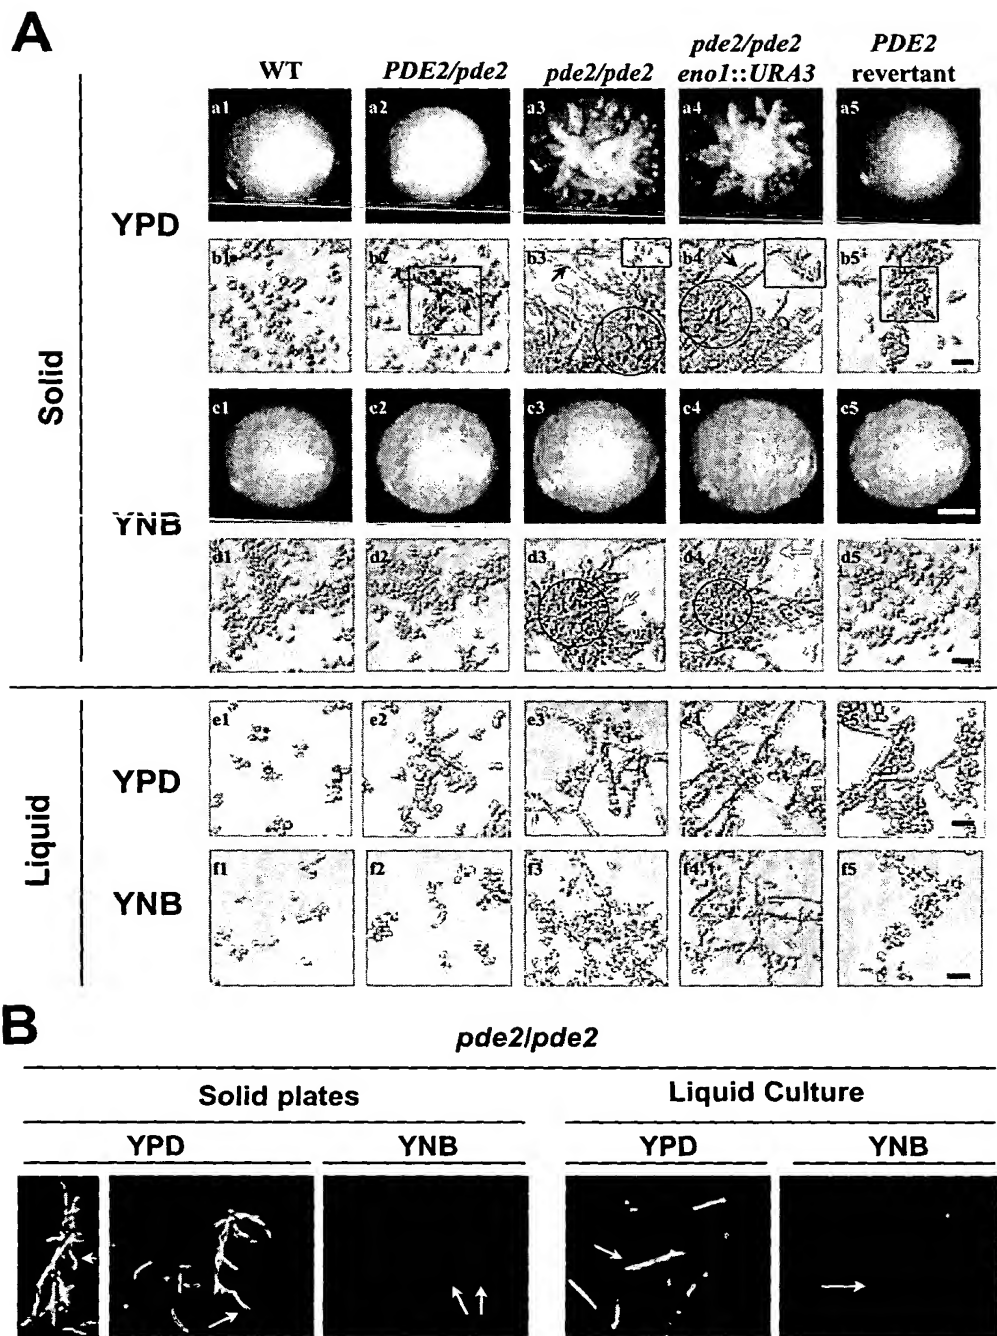 A
WT PDE2/pde2 pde2/pde2 pde2/pde2 eno1::URA3 PDE2 revertant
Solid
YPD
a1 a2 a3 a4 a5
b1 b2 b3 b4 b5
YNB
c1 c2 c3 c4 c5
d1 d2 d3 d4 d5
Liquid
YPD
e1 e2 e3 e4 e5
YNB
f1 f2 f3 f4 f5
B
pde2/pde2
Solid plates Liquid Culture
YPD YNB YPD YNB